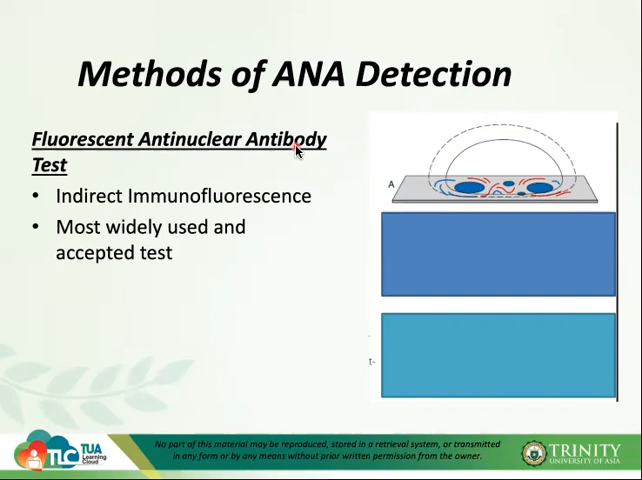 Methods of ANA Detection
Fluorescent Antinuclear Antibody
Test
• Indirect Immunofluorescence
• Most widely used and
accepted test
A
t-
TLC TUA
Learning
Cloud
No part of this material may be reproduced, stored in a retrieval system, or transmitted
in any form or by any means without prior written permission from the owner.
TRINITY
UNIVERSITY OF ASIA